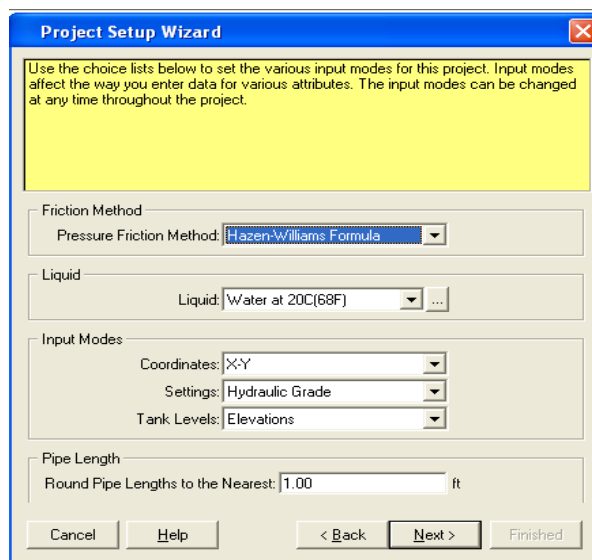 Project Setup Wizard
Use the choice lists below to set the various input modes for this project. Input modes
affect the way you enter data for various attributes. The input modes can be changed
at any time throughout the project.
Friction Method
Pressure Friction Method: Hazen-Williams Formula
Liquid
Liquid: Water at 20C(68F) ...
Input Modes
Coordinates: X-Y
Settings: Hydraulic Grade
Tank Levels: Elevations
Pipe Length
Round Pipe Lengths to the Nearest: 1.00 ft
Cancel Help < Back Next > Finished